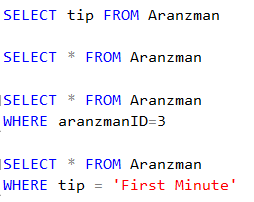 SELECT tip FROM Aranzman
SELECT * FROM Aranzman
SELECT * FROM Aranzman
WHERE aranzmanID=3
SELECT * FROM Aranzman
WHERE tip = 'First Minute'